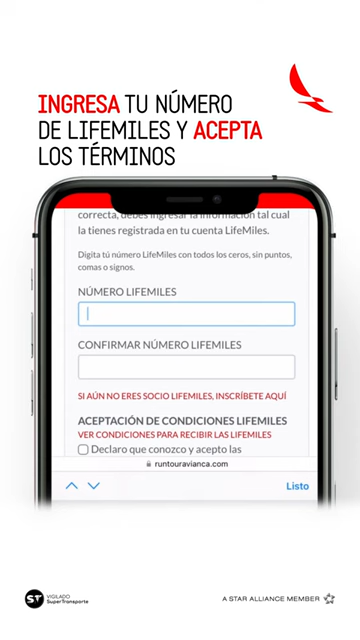 INGRESA TU NÚMERO
DE LIFEMILES Y ACEPTA
LOS TÉRMINOS
correcta, debes ingresar la información tal cual
la tienes registrada en tu cuenta LifeMiles.
Digita tú número LifeMiles con todos los ceros, sin puntos,
comas o signos.
NÚMERO LIFEMILES
CONFIRMAR NÚMERO LIFEMILES
SI AÚN NO ERES SOCIO LIFEMILES, INSCRÍBETE AQUÍ
ACEPTACIÓN DE CONDICIONES LIFEMILES
VER CONDICIONES PARA RECIBIR LAS LIFEMILES
Declaro que conozco y acepto las
runtouravianca.com
Listo
ST VIGILADO
SuperTransporte
A STAR ALLIANCE MEMBER